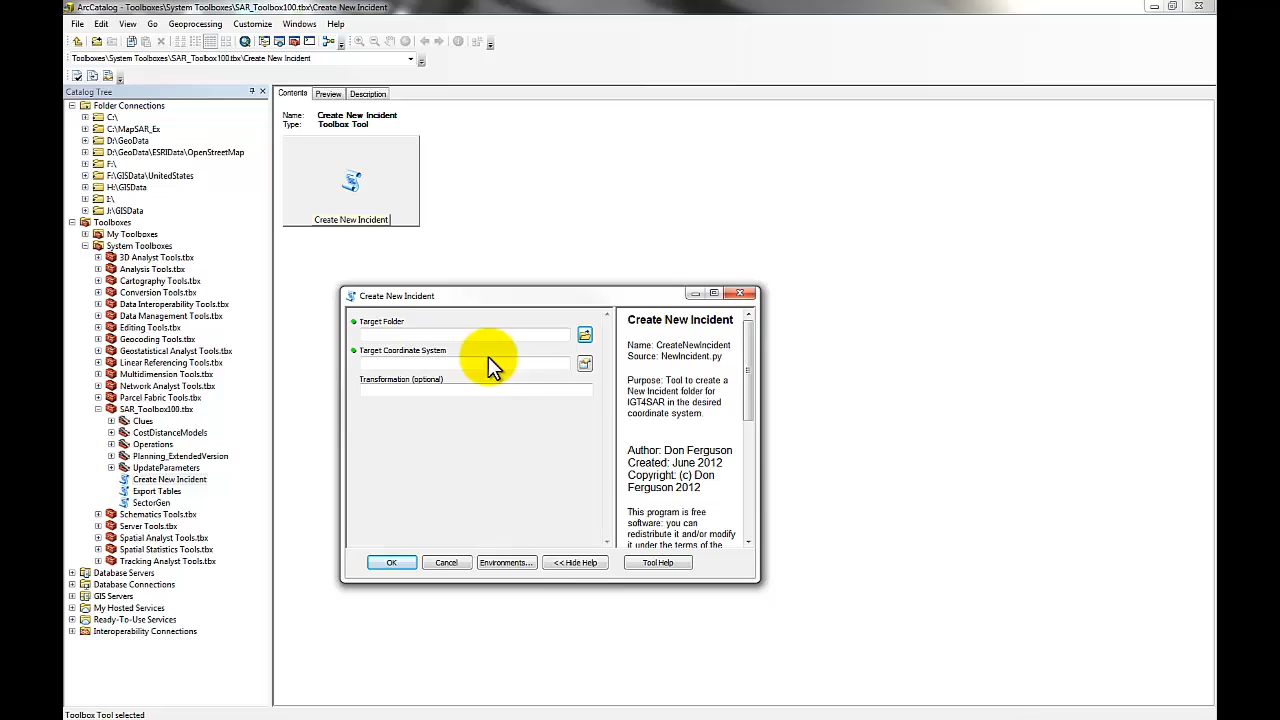 ArcCatalog - Toolboxes\System Toolboxes\SAR_Toolbox100.tbx\Create New Incident
File Edit View Go Geoprocessing Customize Windows Help
Toolboxes\System Toolboxes\SAR_Toolbox100.tbx\Create New Incident
Catalog Tree
Folder Connections
C:\
C:\MapSAR_Ex
D:\GeoData
D:\GeoData\ESRIData\OpenStreetMap
F:\
F:\GISData\UnitedStates
H:\GISData
I:\
J:\GISData
Toolboxes
My Toolboxes
System Toolboxes
3D Analyst Tools.tbx
Analysis Tools.tbx
Cartography Tools.tbx
Conversion Tools.tbx
Data Interoperability Tools.tbx
Data Management Tools.tbx
Editing Tools.tbx
Geocoding Tools.tbx
Geostatistical Analyst Tools.tbx
Linear Referencing Tools.tbx
Multidimension Tools.tbx
Network Analyst Tools.tbx
Parcel Fabric Tools.tbx
SAR_Toolbox100.tbx
Clues
CostDistanceModels
Operations
Planning_ExtendedVersion
UpdateParameters
Create New Incident
Export Tables
SectorGen
Schematics Tools.tbx
Server Tools.tbx
Spatial Analyst Tools.tbx
Spatial Statistics Tools.tbx
Tracking Analyst Tools.tbx
Database Servers
Database Connections
GIS Servers
My Hosted Services
Ready-To-Use Services
Interoperability Connections
Contents Preview Description
Name: Create New Incident
Type: Toolbox Tool
Create New Incident
Create New Incident
Target Folder
Target Coordinate System
Transformation (optional)
OK Cancel Environments... << Hide Help Tool Help
Create New Incident
Name: CreateNewIncident
Source: NewIncident.py
Purpose: Tool to create a
New Incident folder for
IGT4SAR in the desired
coordinate system.
Author: Don Ferguson
Created: June 2012
Copyright: (c) Don
Ferguson 2012
This program is free
software: you can
redistribute it and/or modify
it under the terms of the
Toolbox Tool selected